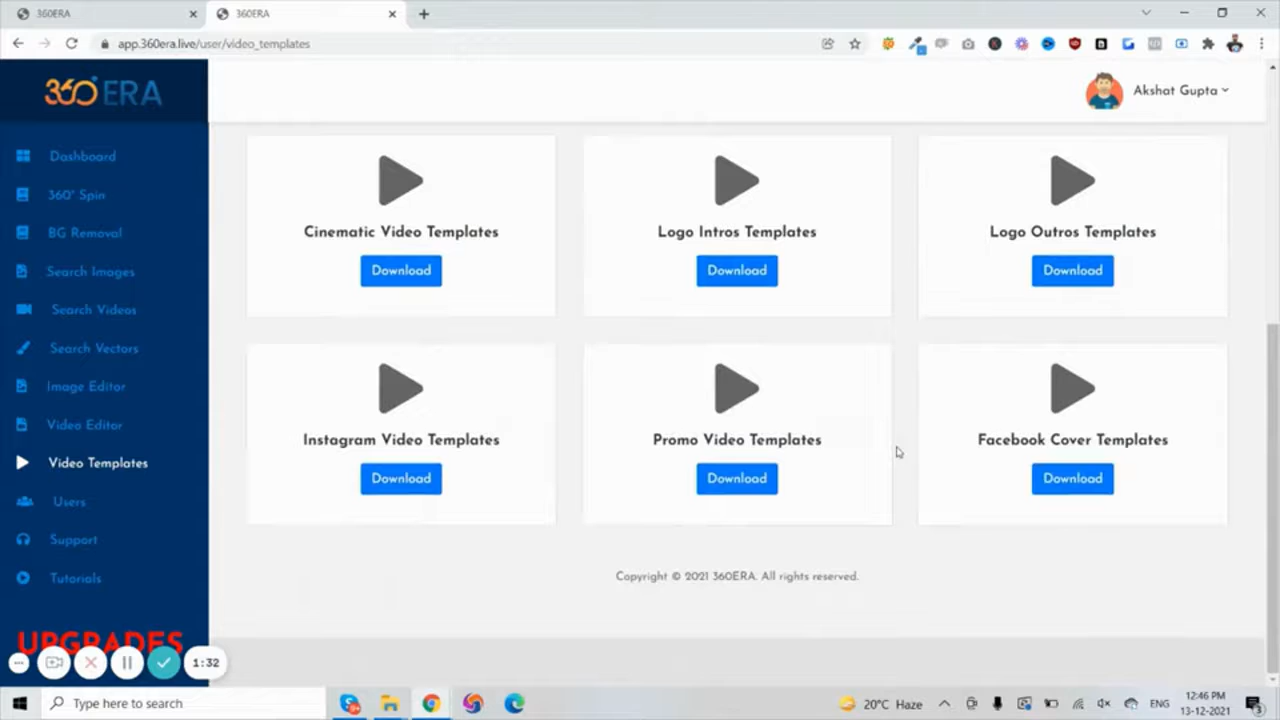 360ERA
360ERA
app.360era.live/user/video_templates
360 ERA
Akshat Gupta
Dashboard
360° Spin
BG Removal
Search Images
Search Videos
Search Vectors
Image Editor
Video Editor
Video Templates
Users
Support
Tutorials
UPGRADES
Cinematic Video Templates
Download
Logo Intros Templates
Download
Logo Outros Templates
Download
Instagram Video Templates
Download
Promo Video Templates
Download
Facebook Cover Templates
Download
Copyright © 2021 360ERA. All rights reserved.
1:32
Type here to search
20°C Haze
ENG
12:46 PM
13-12-2021
3